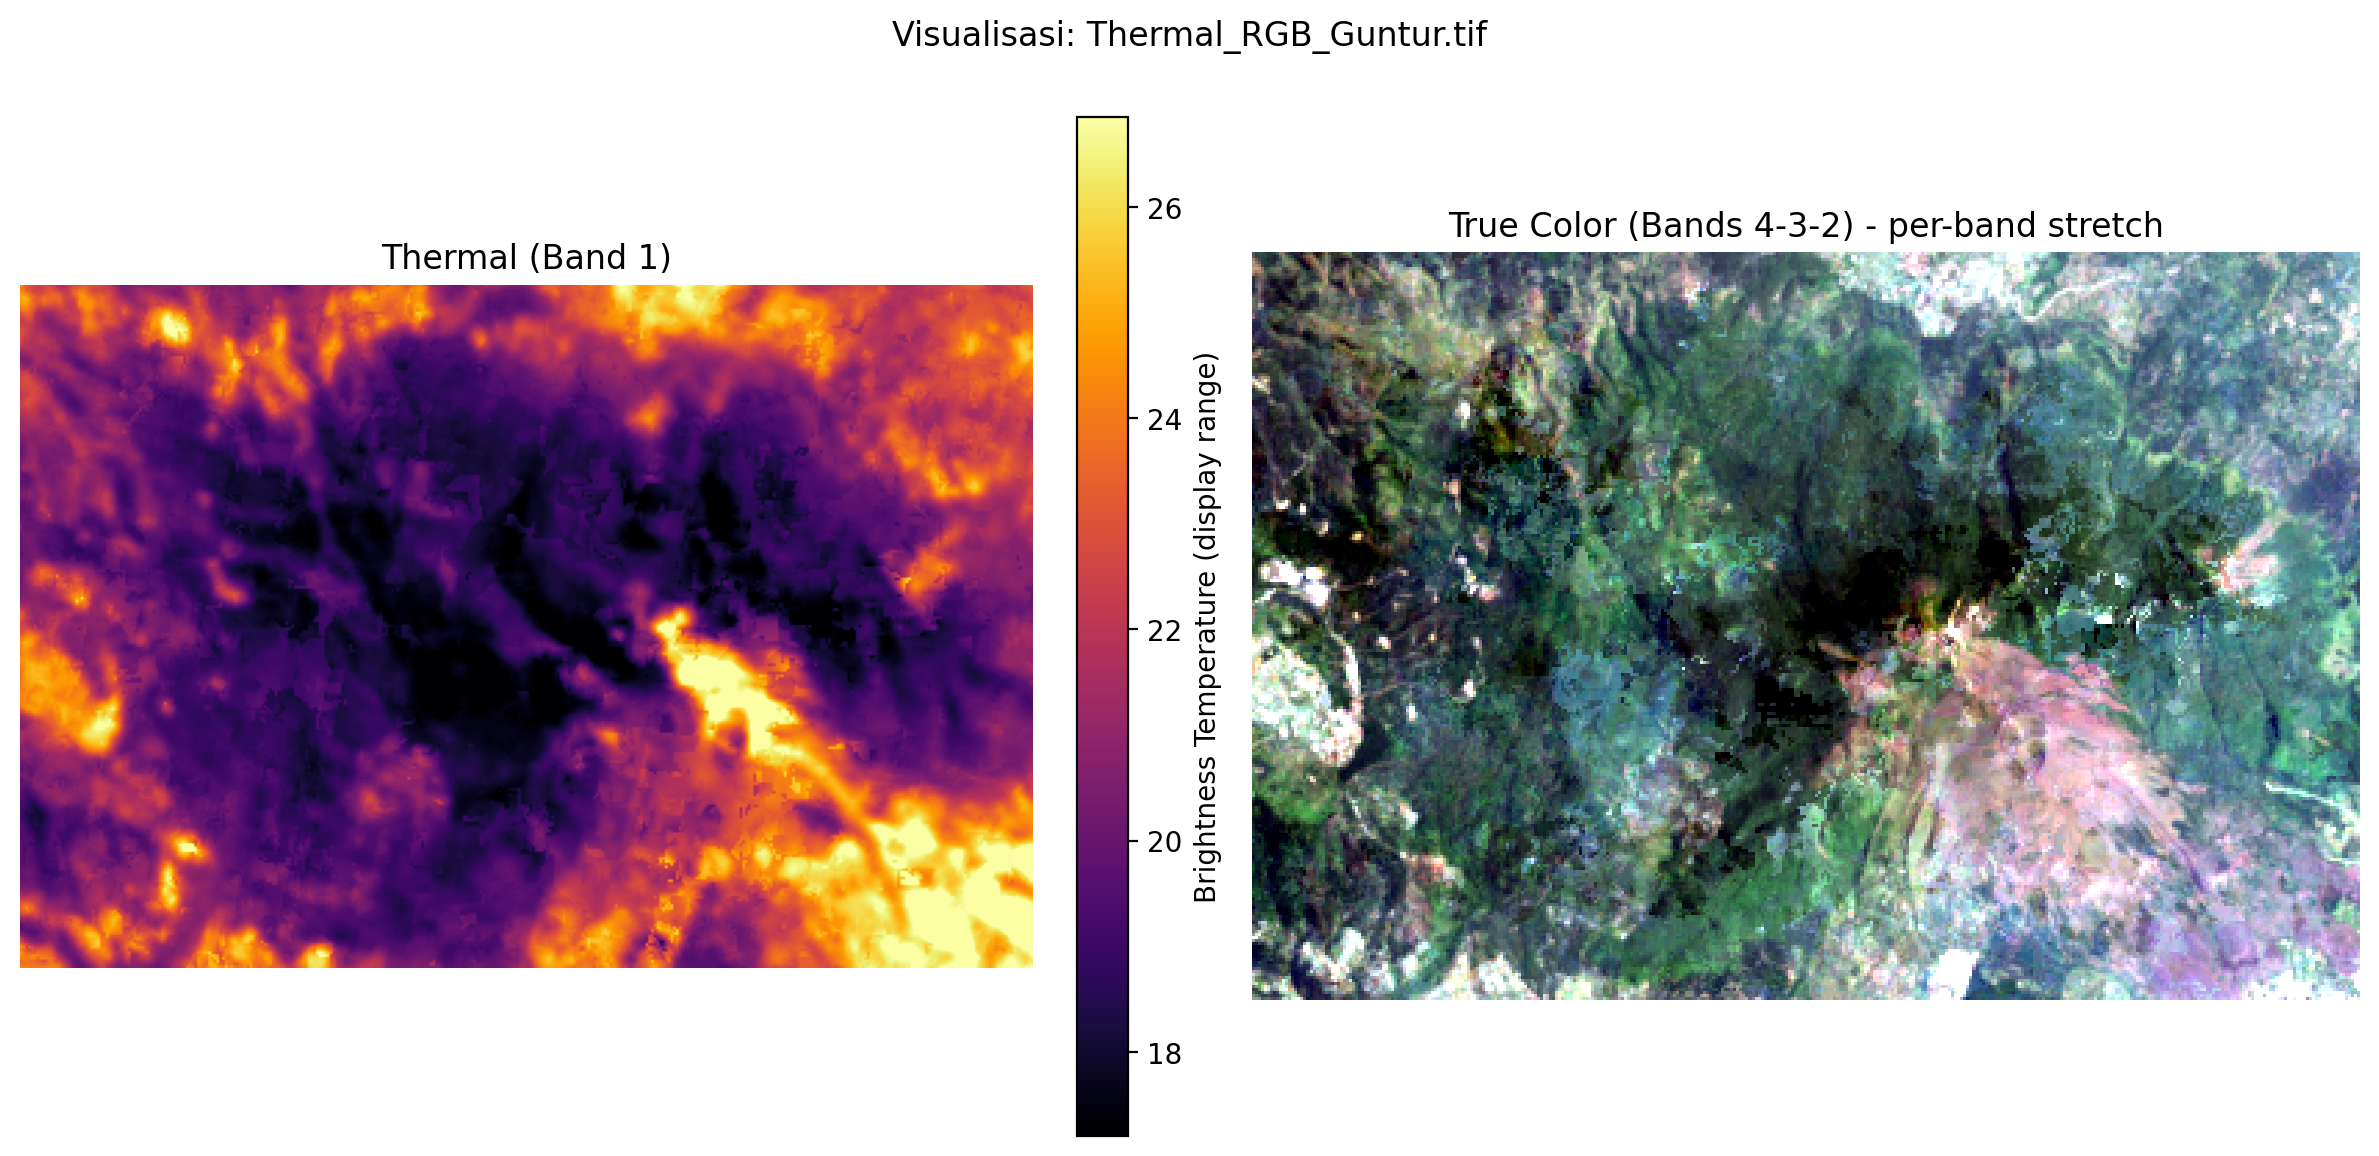 Visualisasi: Thermal_RGB_Guntur.tif
Thermal (Band 1)
26
24
22
20
18
Brightness Temperature (display range)
True Color (Bands 4-3-2) - per-band stretch